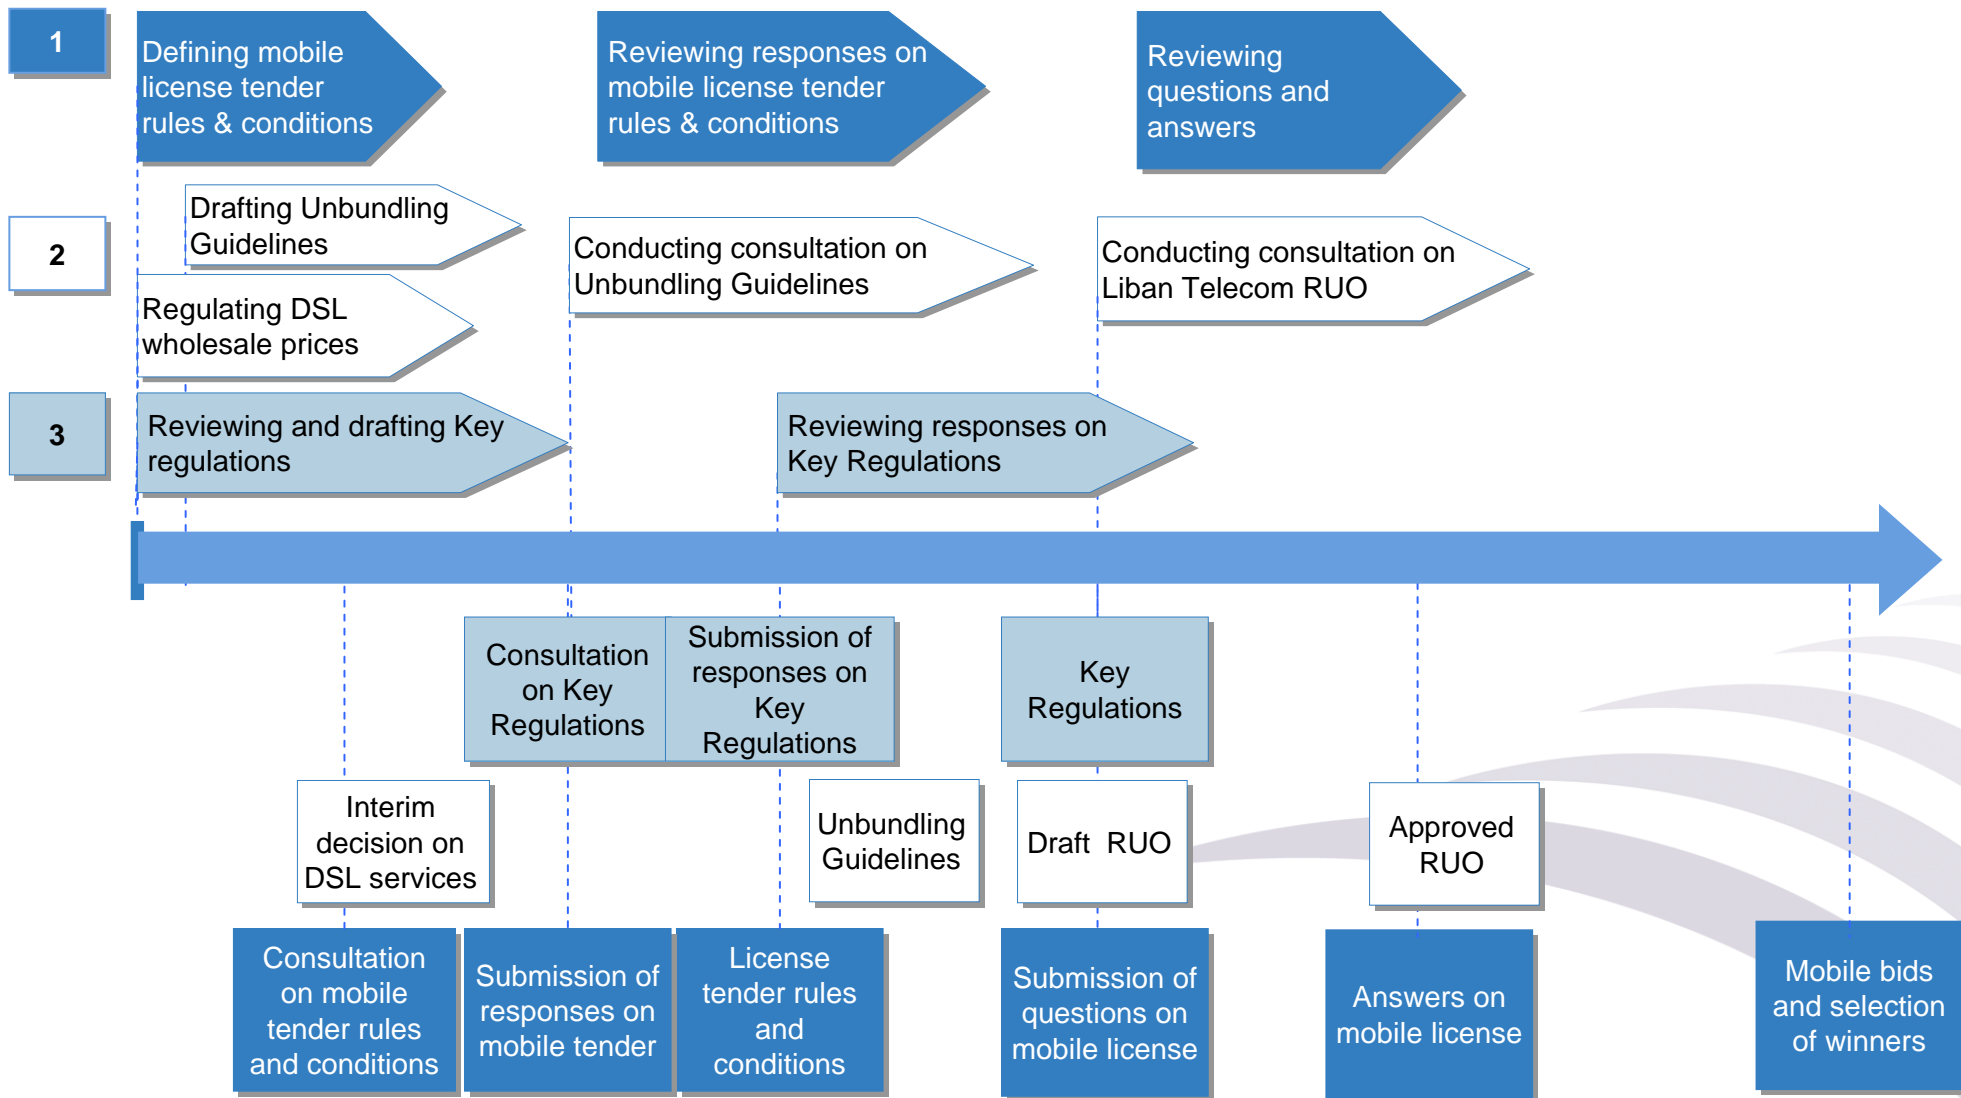 1
Defining mobile
license tender
rules & conditions
Reviewing responses on
mobile license tender
rules & conditions
Reviewing
questions and
answers
2
Drafting Unbundling
Guidelines
Regulating DSL
wholesale prices
Conducting consultation on
Unbundling Guidelines
Conducting consultation on
Liban Telecom RUO
3
Reviewing and drafting Key
regulations
Reviewing responses on
Key Regulations
Consultation
on Key
Regulations
Submission of
responses on
Key
Regulations
Key
Regulations
Interim
decision on
DSL services
Unbundling
Guidelines
Draft RUO
Approved
RUO
Consultation
on mobile
tender rules
and conditions
Submission of
responses on
mobile tender
License
tender rules
and
conditions
Submission of
questions on
mobile license
Answers on
mobile license
Mobile bids
and selection
of winners